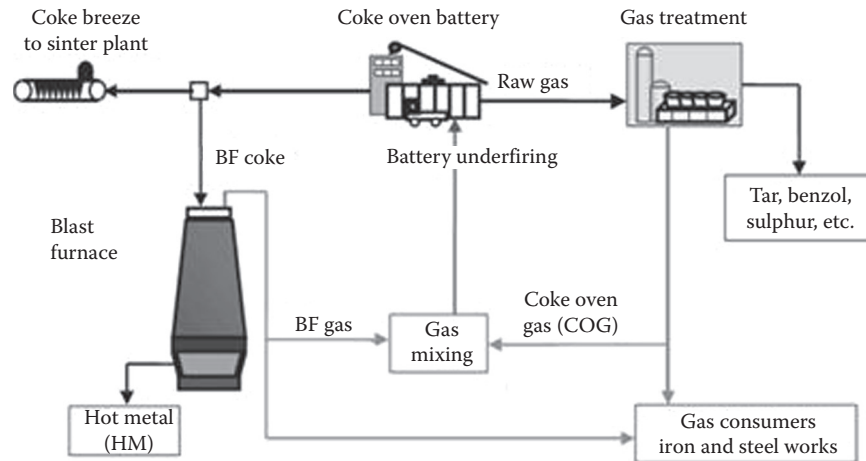 Coke breeze
to sinter plant
Coke oven battery
Gas treatment
Raw gas
BF coke
Battery underfiring
Tar, benzol,
sulphur, etc.
Blast
furnace
BF gas
Gas
mixing
Coke oven
gas (COG)
Hot metal
(HM)
Gas consumers
iron and steel works